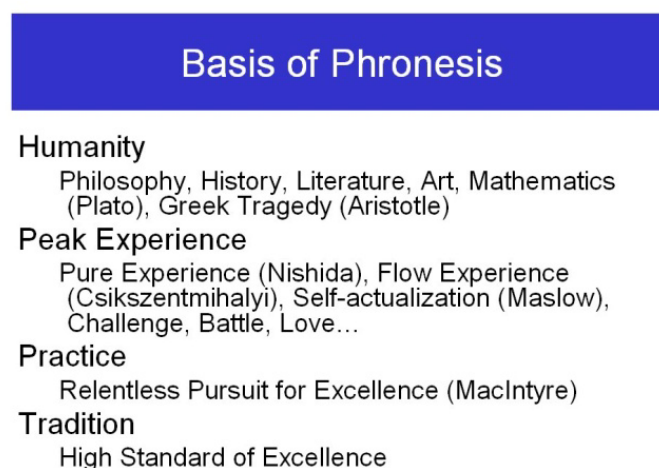 Basis of Phronesis
Humanity
Philosophy, History, Literature, Art, Mathematics
(Plato), Greek Tragedy (Aristotle)
Peak Experience
Pure Experience (Nishida), Flow Experience
(Csikszentmihalyi), Self-actualization (Maslow),
Challenge, Battle, Love…
Practice
Relentless Pursuit for Excellence (MacIntyre)
Tradition
High Standard of Excellence